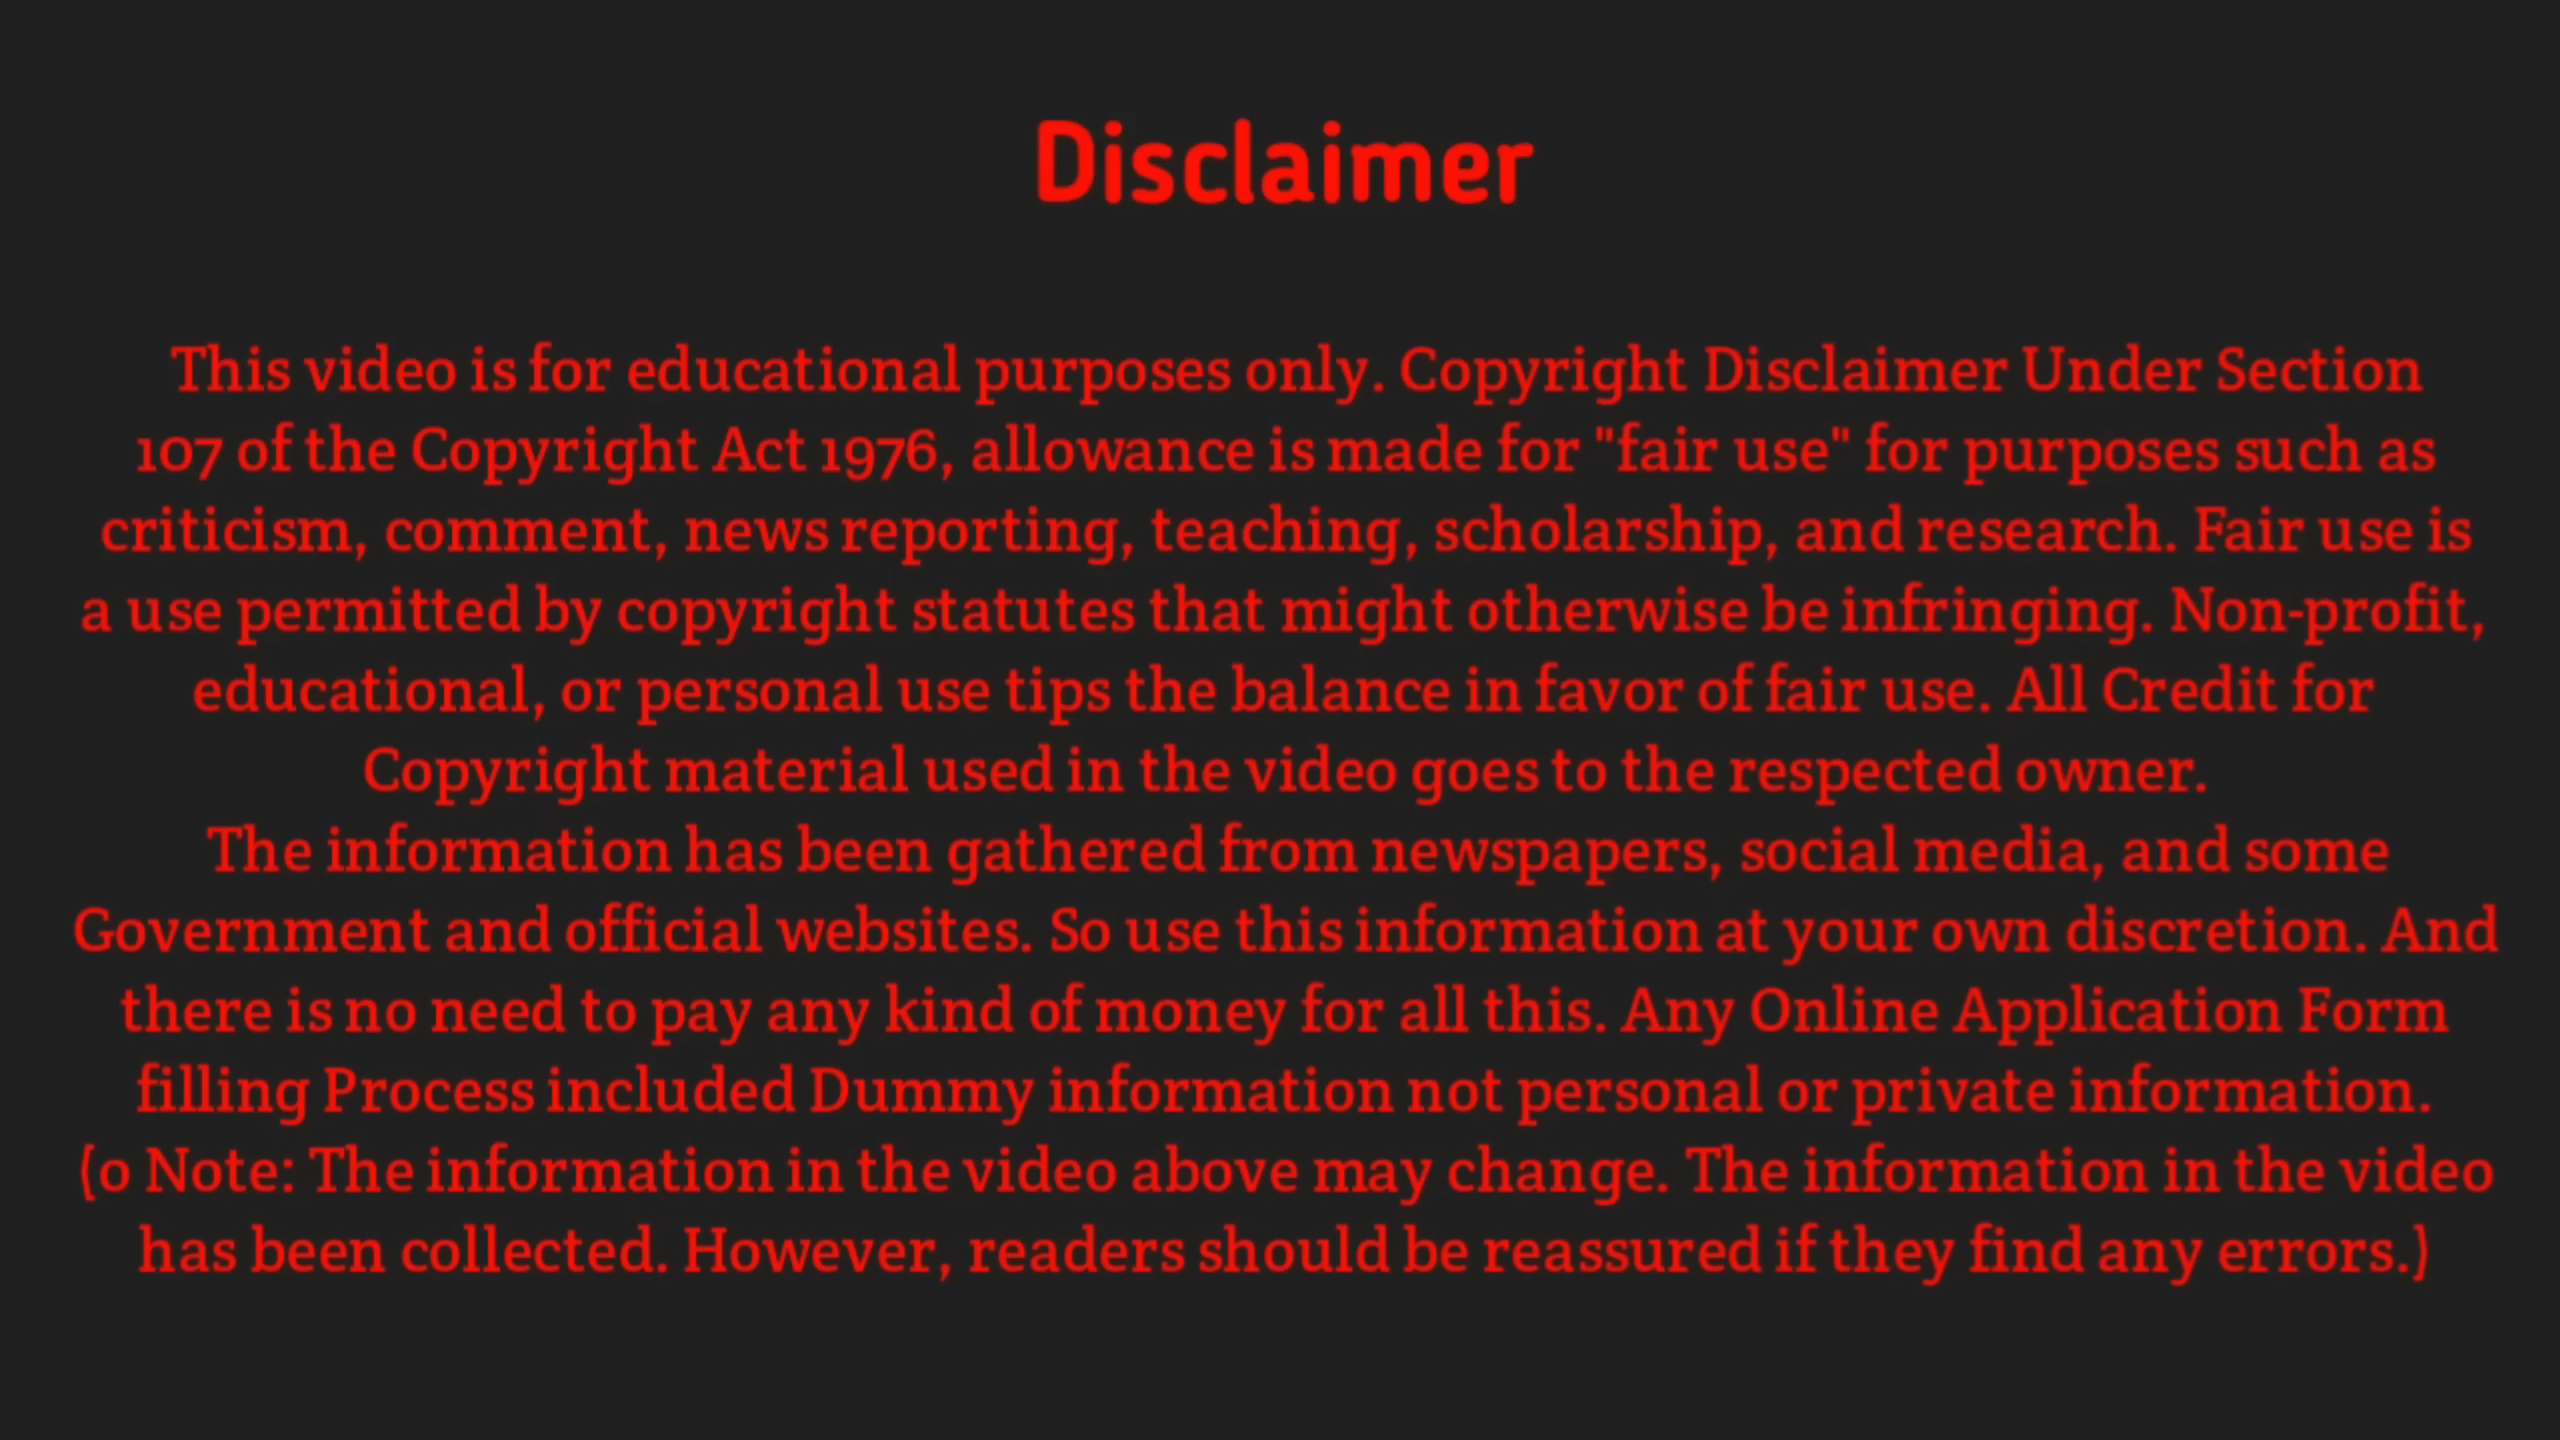 Disclaimer
This video is for educational purposes only. Copyright Disclaimer Under Section
107 of the Copyright Act 1976, allowance is made for "fair use" for purposes such as
criticism, comment, news reporting, teaching, scholarship, and research. Fair use is
a use permitted by copyright statutes that might otherwise be infringing. Non-profit,
educational, or personal use tips the balance in favor of fair use. All Credit for
Copyright material used in the video goes to the respected owner.
The information has been gathered from newspapers, social media, and some
Government and official websites. So use this information at your own discretion. And
there is no need to pay any kind of money for all this. Any Online Application Form
filling Process included Dummy information not personal or private information.
(o Note: The information in the video above may change. The information in the video
has been collected. However, readers should be reassured if they find any errors.)